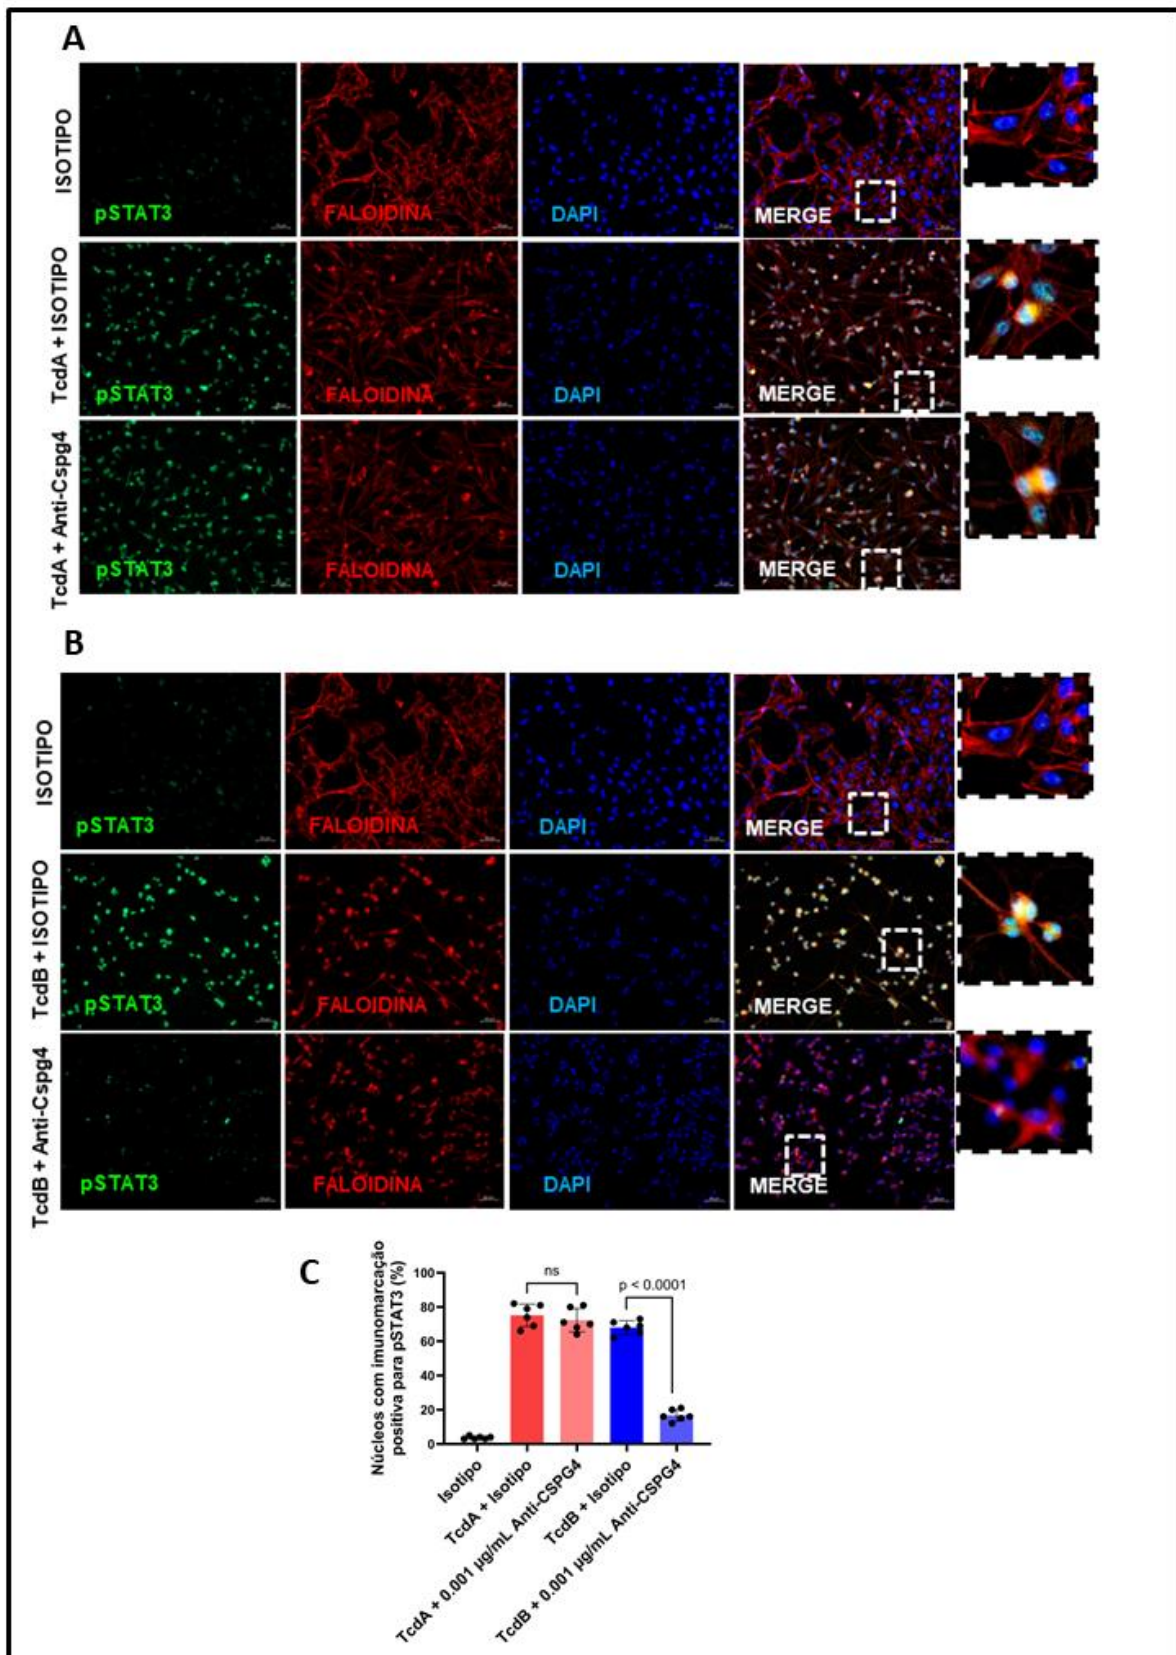 A
ISOTIPO
pSTAT3
FALOIDINA
DAPI
MERGE
TcdA + ISOTIPO
pSTAT3
FALOIDINA
DAPI
MERGE
TcdA + Anti-Cspg4
pSTAT3
FALOIDINA
DAPI
MERGE
B
ISOTIPO
pSTAT3
FALOIDINA
DAPI
MERGE
TcdB + ISOTIPO
pSTAT3
FALOIDINA
DAPI
MERGE
TcdB + Anti-Cspg4
pSTAT3
FALOIDINA
DAPI
MERGE
C
Núcleos com imunomarcação
positiva para pSTAT3 (%)
100
80
60
40
20
0
ns
p < 0.0001
Isotipo
TcdA + Isotipo
TcdA + 0.001 µg/mL Anti-CSPG4
TcdB + Isotipo
TcdB + 0.001 µg/mL Anti-CSPG4